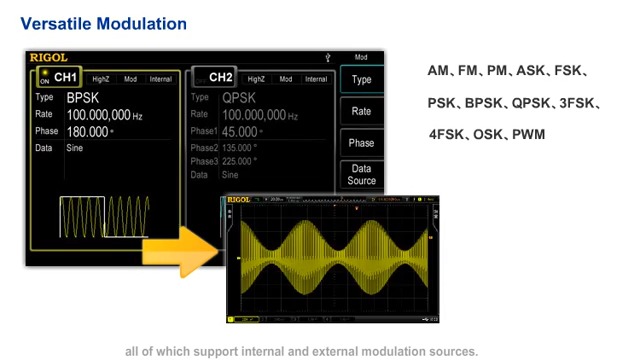 Versatile Modulation
RIGOL
Mod
ON CH1 HighZ Mod Internal
CH2 HighZ Mod Internal
Type
Type BPSK
Type QPSK
Rate 100.000,000 Hz
Rate 100.000,000 Hz
Rate
Phase 180.000 °
Phase1 45.000 °
Phase
Data Sine
Phase2 135.000 °
Phase3 225.000 °
Data Sine
Data
Source
RIGOL
AM、FM、PM、ASK、FSK、
PSK、BPSK、QPSK、3FSK、
4FSK、OSK、PWM
all of which support internal and external modulation sources.